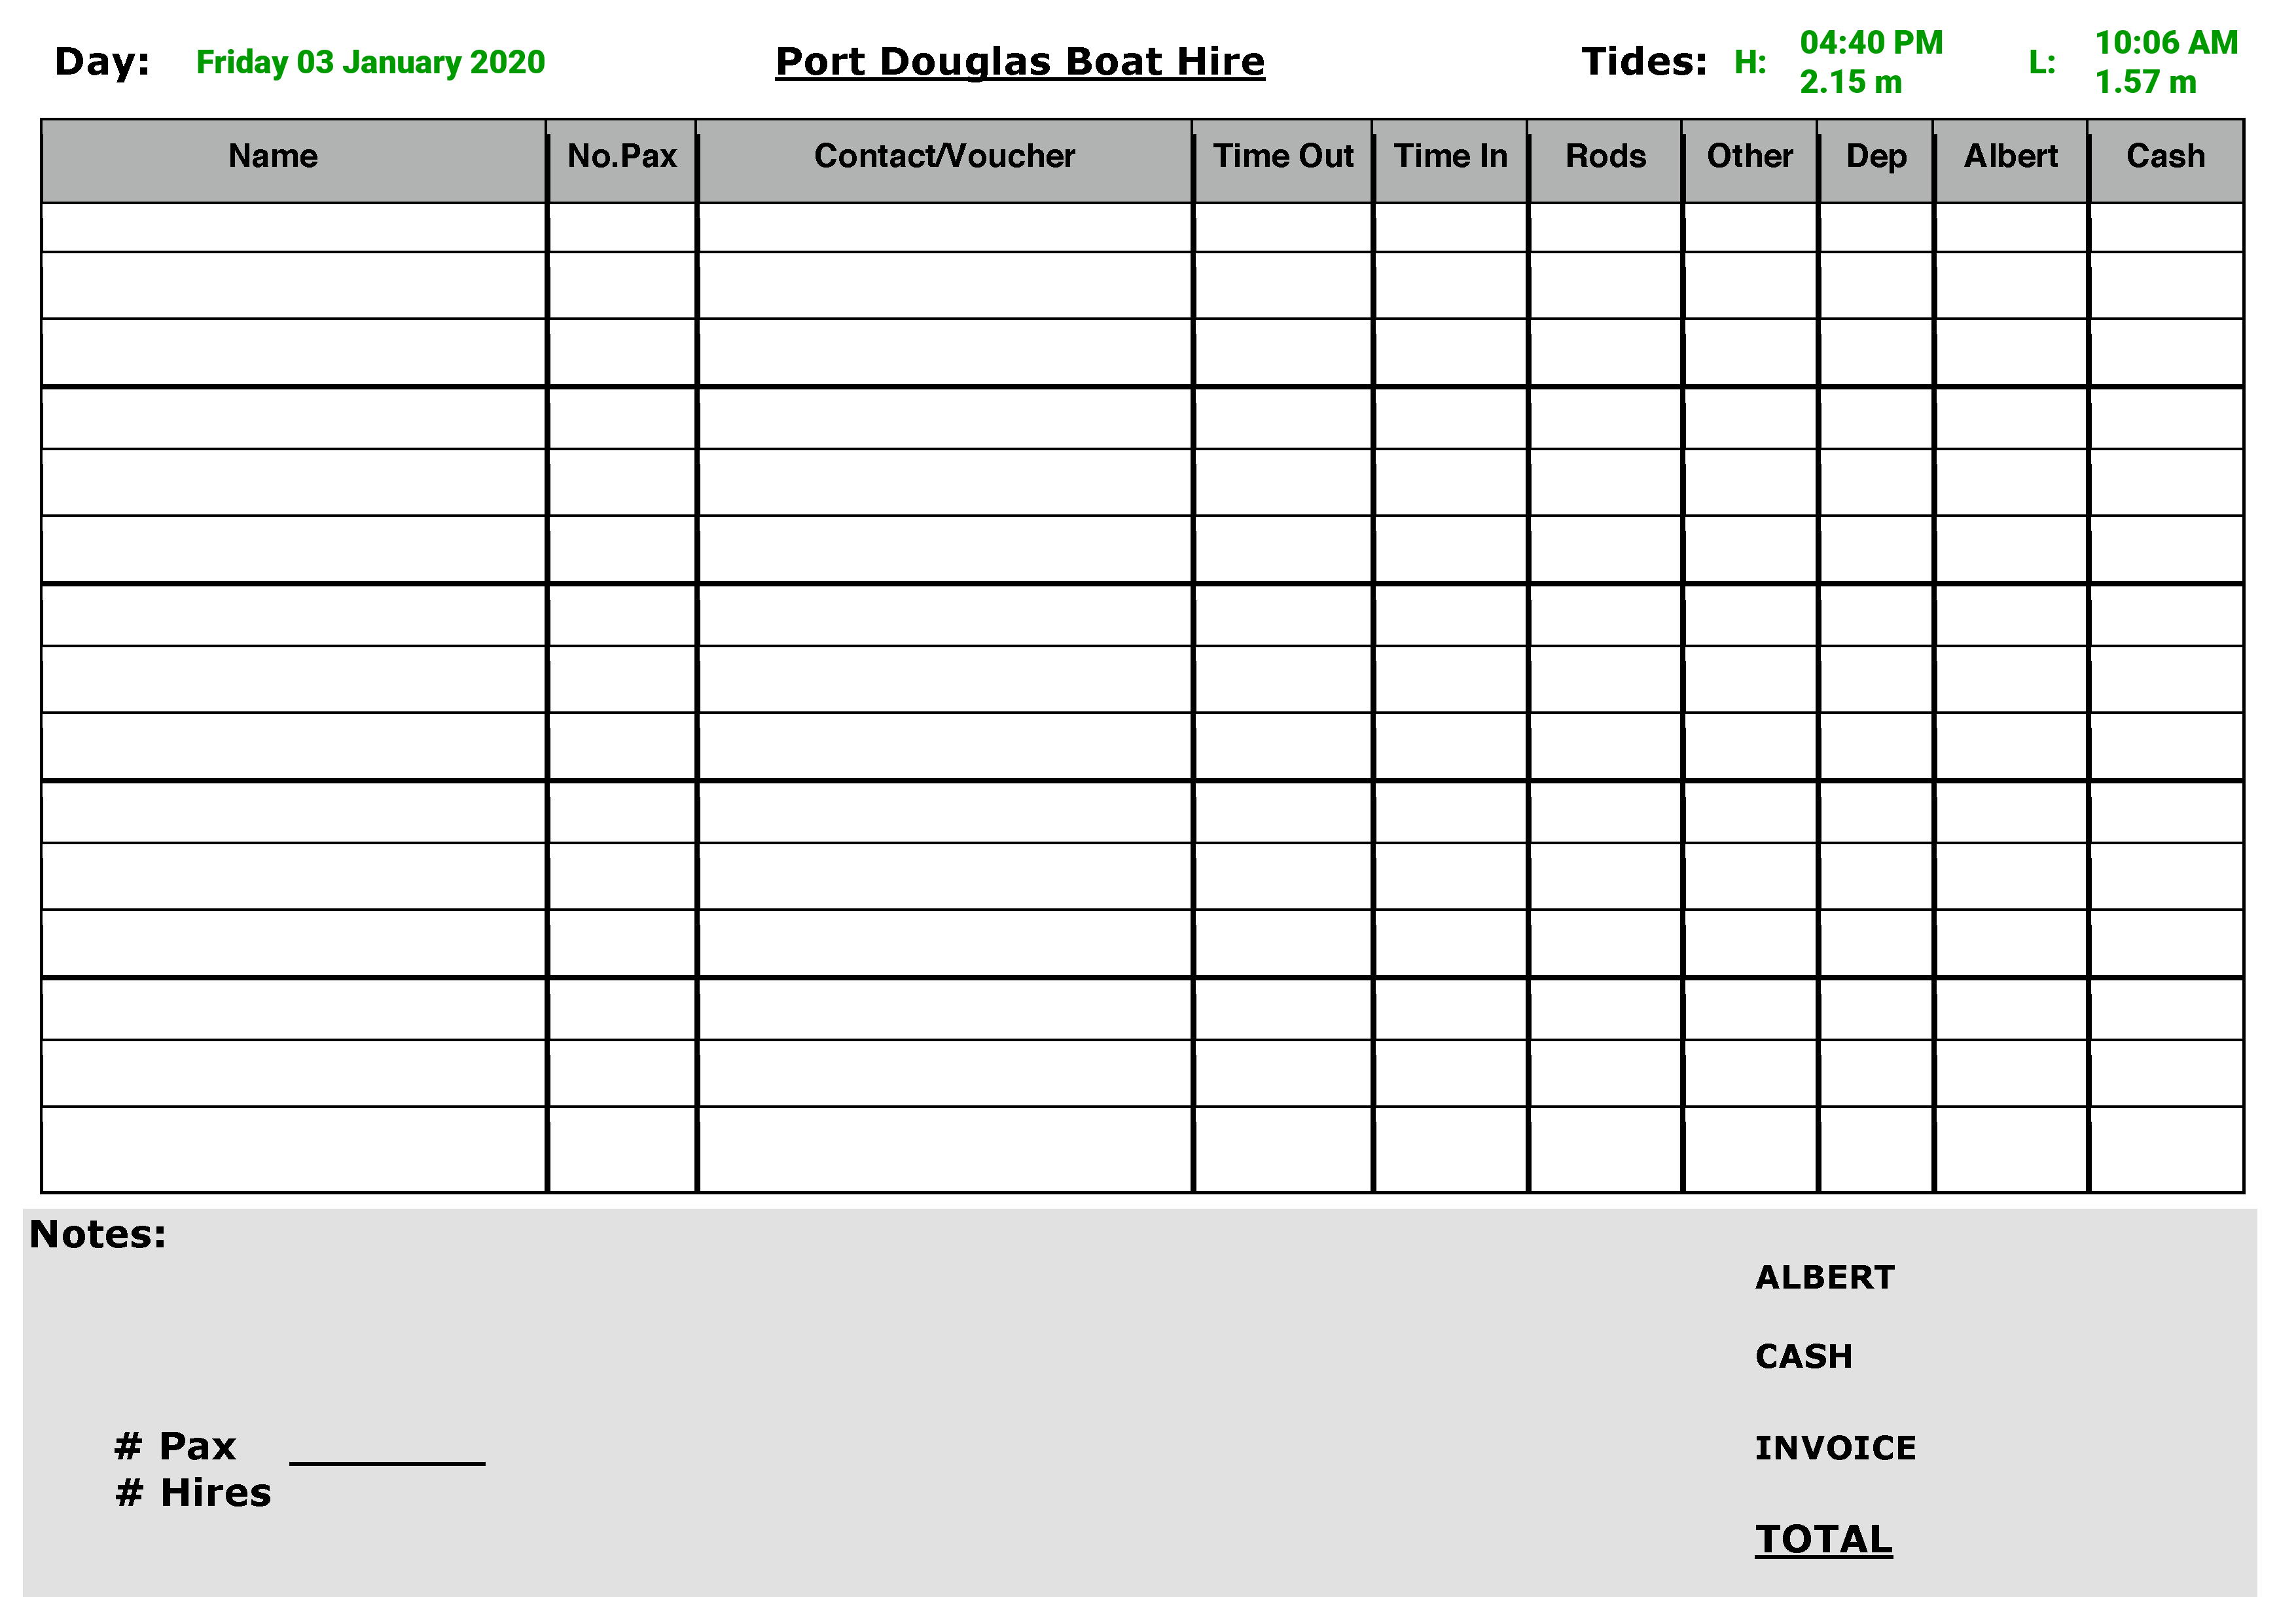 Day: Friday 03 January 2020 Port Douglas Boat Hire Tides: H: 04:40 PM L: 10:06 AM
2.15 m 1.57 m
Name No.Pax Contact/Voucher Time Out Time In Rods Other Dep Albert Cash
Notes:
ALBERT
CASH
# Pax
INVOICE
# Hires
TOTAL